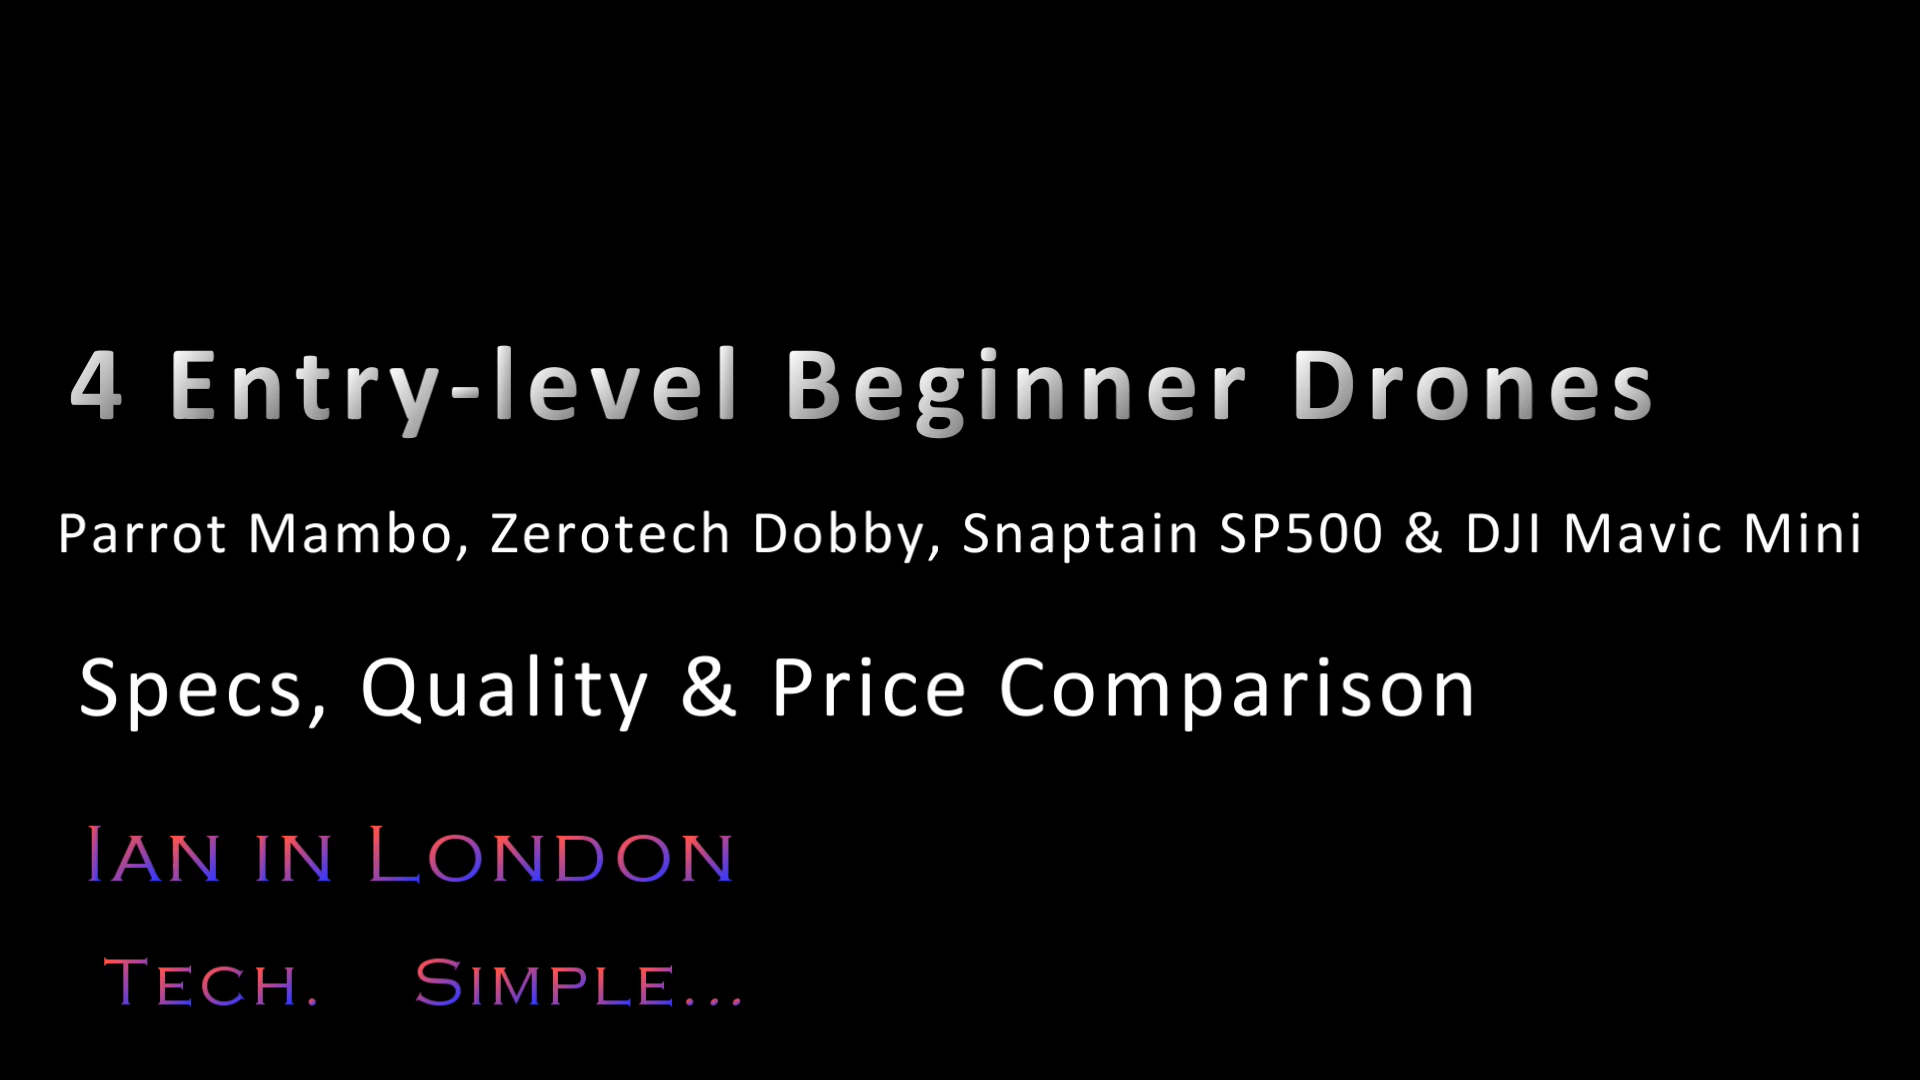 4 Entry-level Beginner Drones
Parrot Mambo, Zerotech Dobby, Snaptain SP500 & DJI Mavic Mini
Specs, Quality & Price Comparison
Ian in London
Tech. Simple...